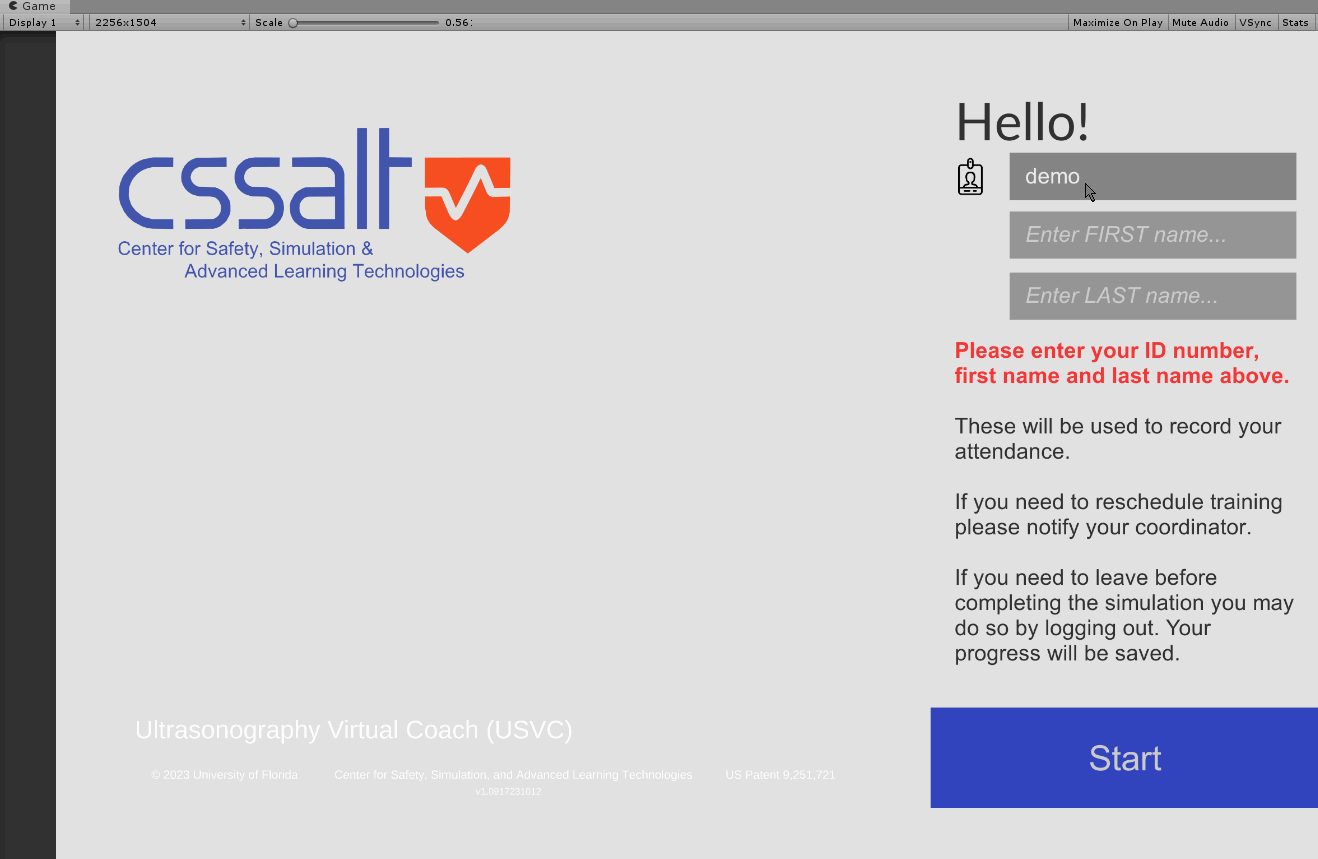 Game
Display 1
2256x1504
Scale
0.56:
Maximize On Play
Mute Audio
VSync
Stats
cssalt
Center for Safety, Simulation &
Advanced Learning Technologies
Hello!
demo
Enter FIRST name...
Enter LAST name...
Please enter your ID number,
first name and last name above.
These will be used to record your
attendance.
If you need to reschedule training
please notify your coordinator.
If you need to leave before
completing the simulation you may
do so by logging out. Your
progress will be saved.
Start
Ultrasonography Virtual Coach (USVC)
© 2023 University of Florida
Center for Safety, Simulation, and Advanced Learning Technologies
US Patent 9,251,721
v1.0917231012